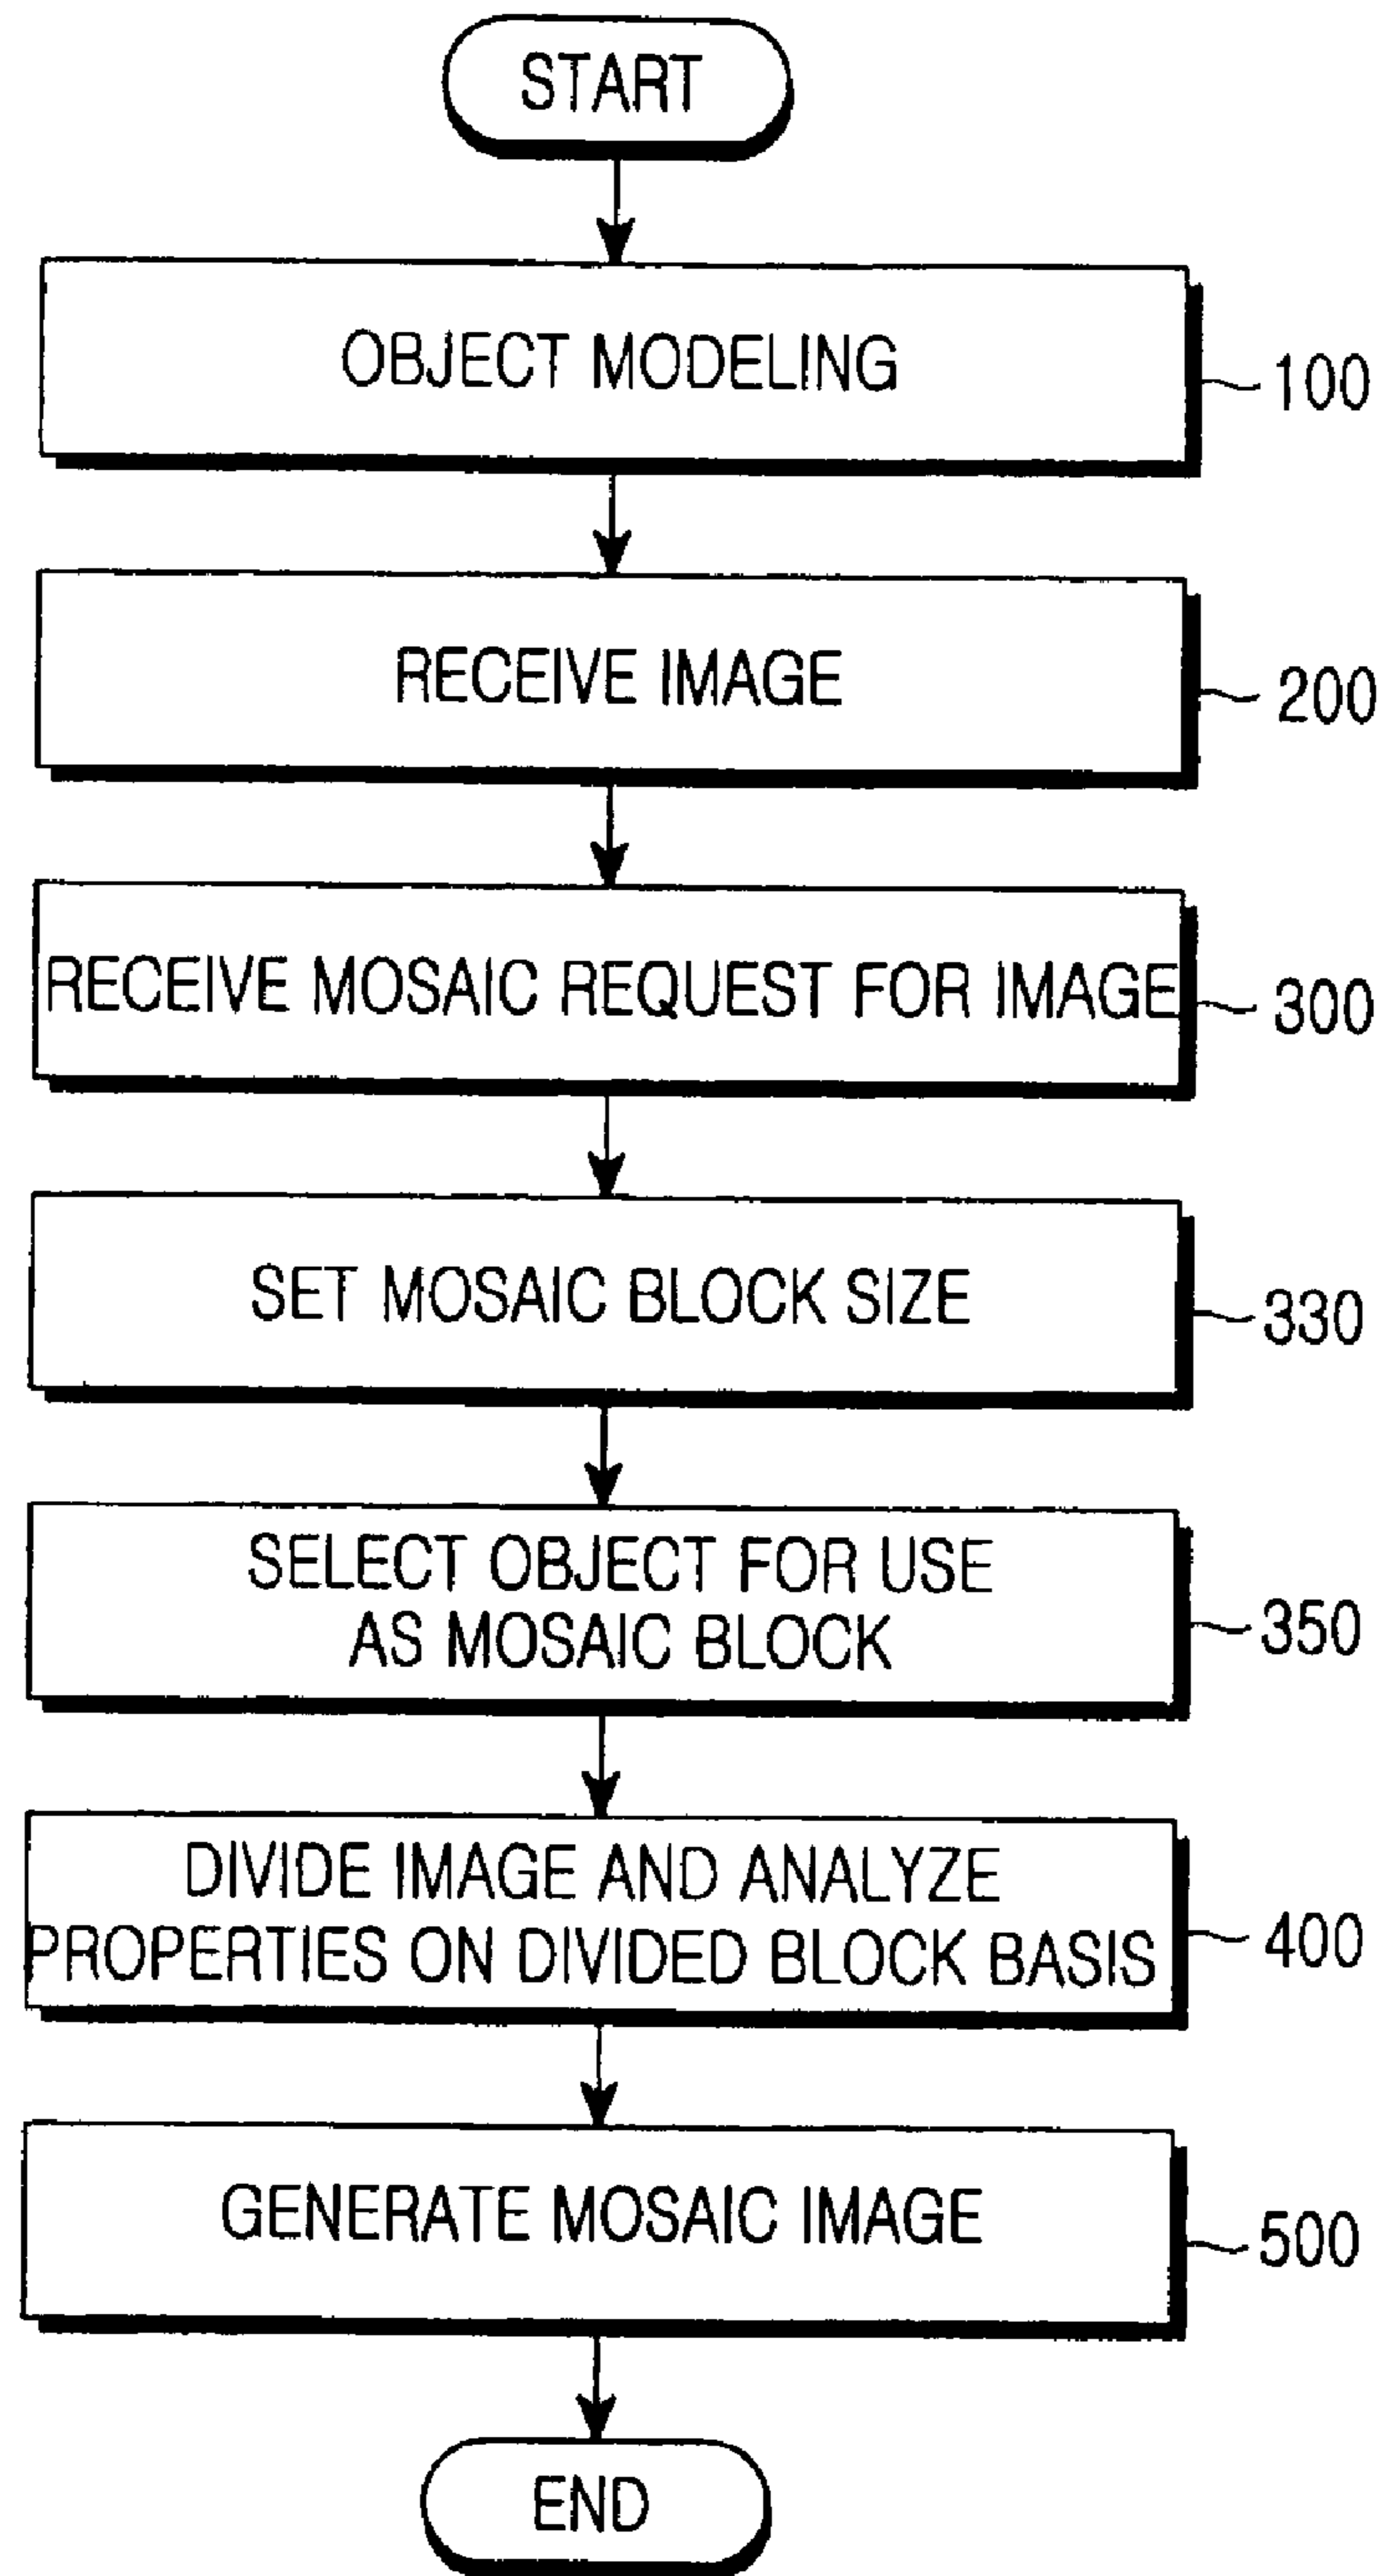 START
OBJECT MODELING
100
RECEIVE IMAGE
200
RECEIVE MOSAIC REQUEST FOR IMAGE
300
SET MOSAIC BLOCK SIZE
330
SELECT OBJECT FOR USE
AS MOSAIC BLOCK
350
DIVIDE IMAGE AND ANALYZE
PROPERTIES ON DIVIDED BLOCK BASIS
400
GENERATE MOSAIC IMAGE
500
END